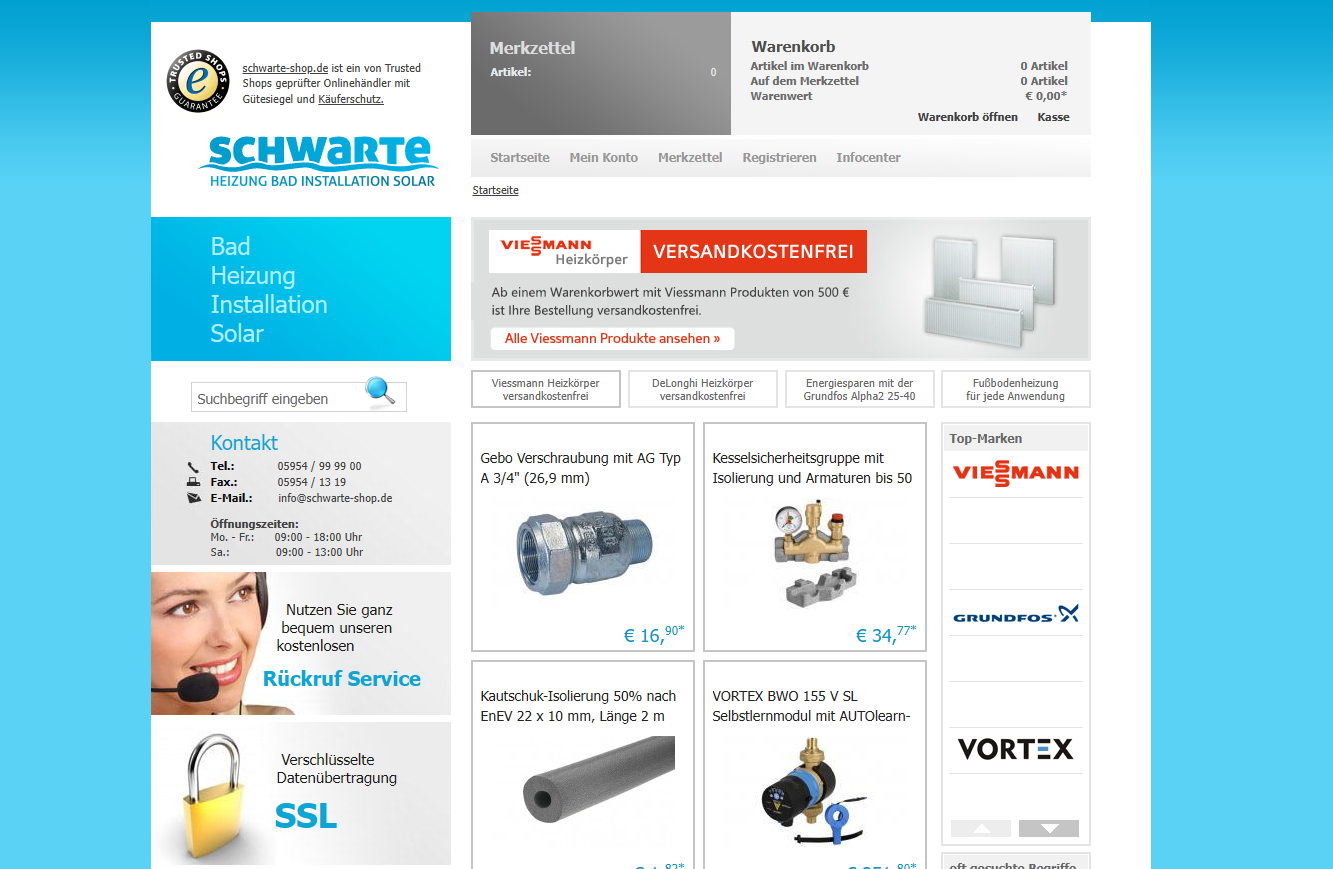 TRUSTED SHOPS
e
GUARANTEE
schwarte-shop.de ist ein von Trusted
Shops geprüfter Onlinehändler mit
Gütesiegel und Käuferschutz.
SCHWARTE
HEIZUNG BAD INSTALLATION SOLAR
Merkzettel
Artikel: 0
Warenkorb
Artikel im Warenkorb 0 Artikel
Auf dem Merkzettel 0 Artikel
Warenwert € 0,00*
Warenkorb öffnen Kasse
Startseite Mein Konto Merkzettel Registrieren Infocenter
Startseite
Bad
Heizung
Installation
Solar
VIESSMANN
Heizkörper
VERSANDKOSTENFREI
Ab einem Warenkorbwert mit Viessmann Produkten von 500 €
ist Ihre Bestellung versandkostenfrei.
Alle Viessmann Produkte ansehen »
Suchbegriff eingeben
Viessmann Heizkörper
versandkostenfrei
DeLonghi Heizkörper
versandkostenfrei
Energiesparen mit der
Grundfos Alpha2 25-40
Fußbodenheizung
für jede Anwendung
Kontakt
Tel.: 05954 / 99 99 00
Fax.: 05954 / 13 19
E-Mail.: info@schwarte-shop.de
Öffnungszeiten:
Mo. - Fr.: 09:00 - 18:00 Uhr
Sa.: 09:00 - 13:00 Uhr
Nutzen Sie ganz
bequem unseren
kostenlosen
Rückruf Service
Verschlüsselte
Datenübertragung
SSL
Gebo Verschraubung mit AG Typ
A 3/4" (26,9 mm)
€ 16,90*
Kesselsicherheitsgruppe mit
Isolierung und Armaturen bis 50
€ 34,77*
Kautschuk-Isolierung 50% nach
EnEV 22 x 10 mm, Länge 2 m
82*
VORTEX BWO 155 V SL
Selbstlernmodul mit AUTOlearn-
80*
Top-Marken
VIESSMANN
GRUNDFOS
VORTEX
oft gesuchte Begriffe